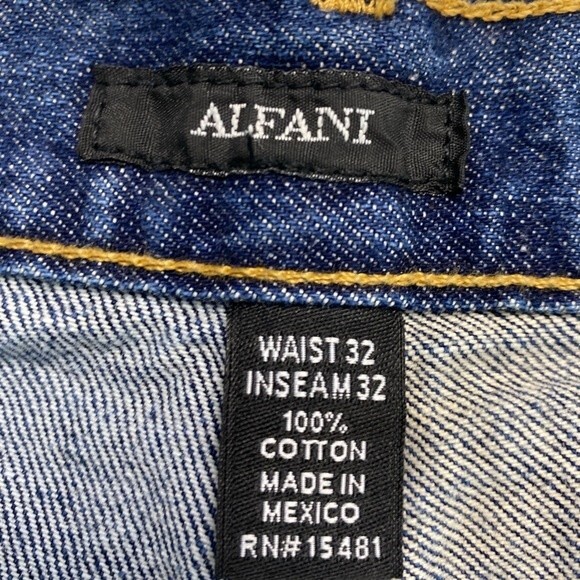 ALFANI
WAIST 32
INSEAM 32
100%
COTTON
MADE IN
MEXICO
RN#15481